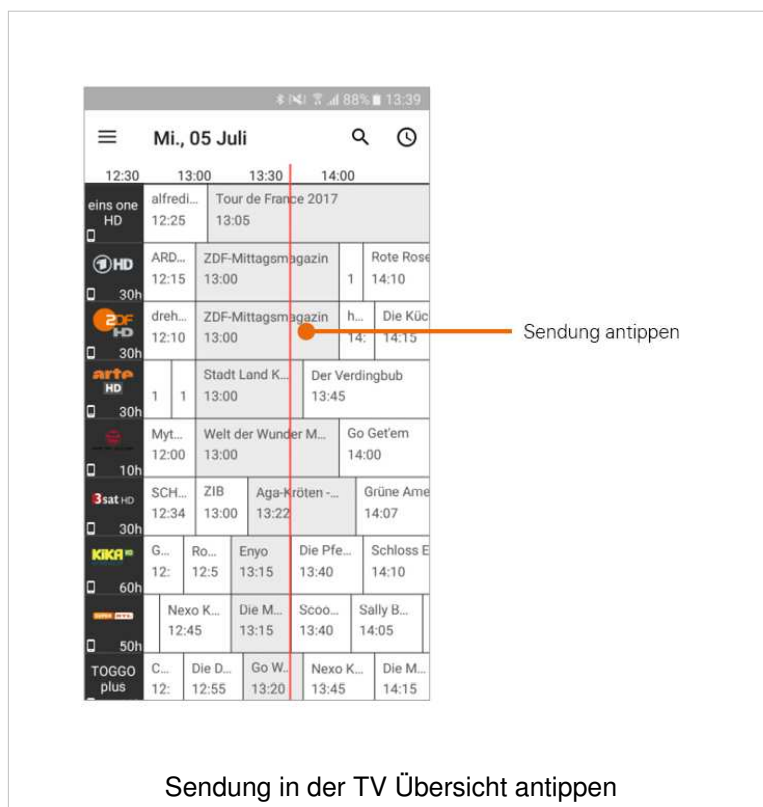 88% 13:39
Mi., 05 Juli
12:30 13:00 13:30 14:00
eins one HD
alfredi... 12:25
Tour de France 2017 13:05
HD 30h
ARD... 12:15
ZDF-Mittagsmagazin 13:00
1
Rote Rose 14:10
2DF HD 30h
dreh... 12:10
ZDF-Mittagsmagazin 13:00
h... 14:
Die Küc 14:15
Sendung antippen
arte HD 30h
1
1
Stadt Land K... 13:00
Der Verdingbub 13:45
10h
Myt... 12:00
Welt der Wunder M... 13:00
Go Get'em 14:00
3sat HD 30h
SCH... 12:34
ZIB 13:00
Aga-Kröten -... 13:22
Grüne Ame 14:07
KiKA HD 60h
G... 12:
Ro... 12:5
Enyo 13:15
Die Pfe... 13:40
Schloss E 14:10
SUPER RTL 50h
Nexo K... 12:45
Die M... 13:15
Scoo... 13:40
Sally B... 14:05
TOGGO plus
C... 12:
Die D... 12:55
Go W.. 13:20
Nexo K... 13:45
Die M... 14:15
Sendung in der TV Übersicht antippen